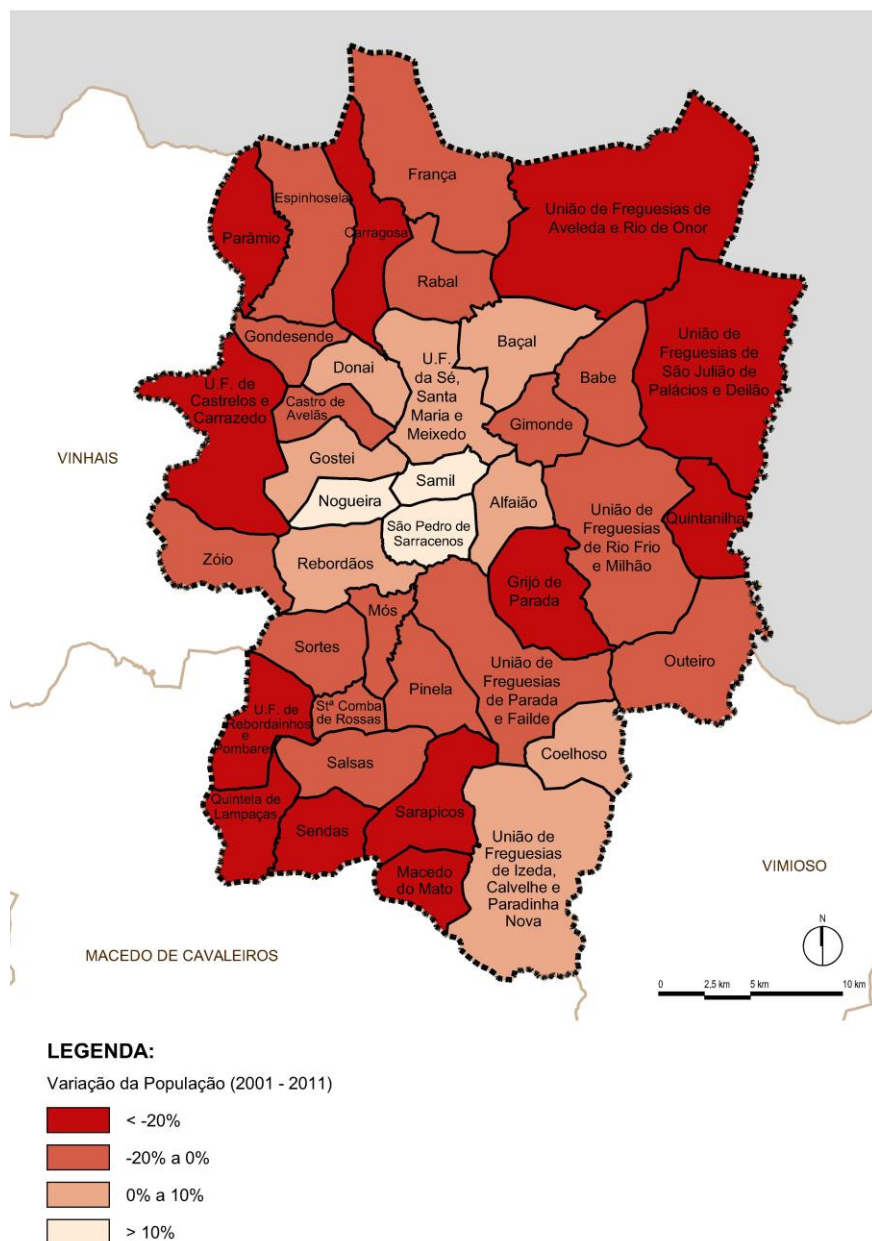 França
Espinhosela
União de Freguesias de
Aveleda e Rio de Onor
Parâmio
Carragosa
Rabal
Gondesende
Donai
U.F.
da Sé,
Santa
Maria e
Meixedo
Baçal
Babe
União
de
Freguesias de
São Julião de
Palácios e Deilão
U.F. de
Castrelos e
Carrazedo
Castro de
Avelãs
Gimonde
VINHAIS
Gostei
Samil
Nogueira
Alfaião
União
de
Freguesias
de Rio Frio
e Milhão
Quintanilha
São Pedro de
Sarracenos
Zóio
Rebordãos
Grijó de
Parada
Mós
Sortes
União de
Freguesias
de Parada
e Failde
Outeiro
Pinela
Stª Comba
de Rossas
U.F. de
Rebordainhos
e
Pombares
Coelhoso
Salsas
Quintela de
Lampaças
Sendas
Sarapicos
União
de
Freguesias
de Izeda,
Calvelhe e
Paradinha
Nova
Macedo
do Mato
VIMIOSO
MACEDO DE CAVALEIROS
N
0 2,5 km 5 km 10 km
LEGENDA:
Variação da População (2001 - 2011)
< -20%
-20% a 0%
0% a 10%
> 10%